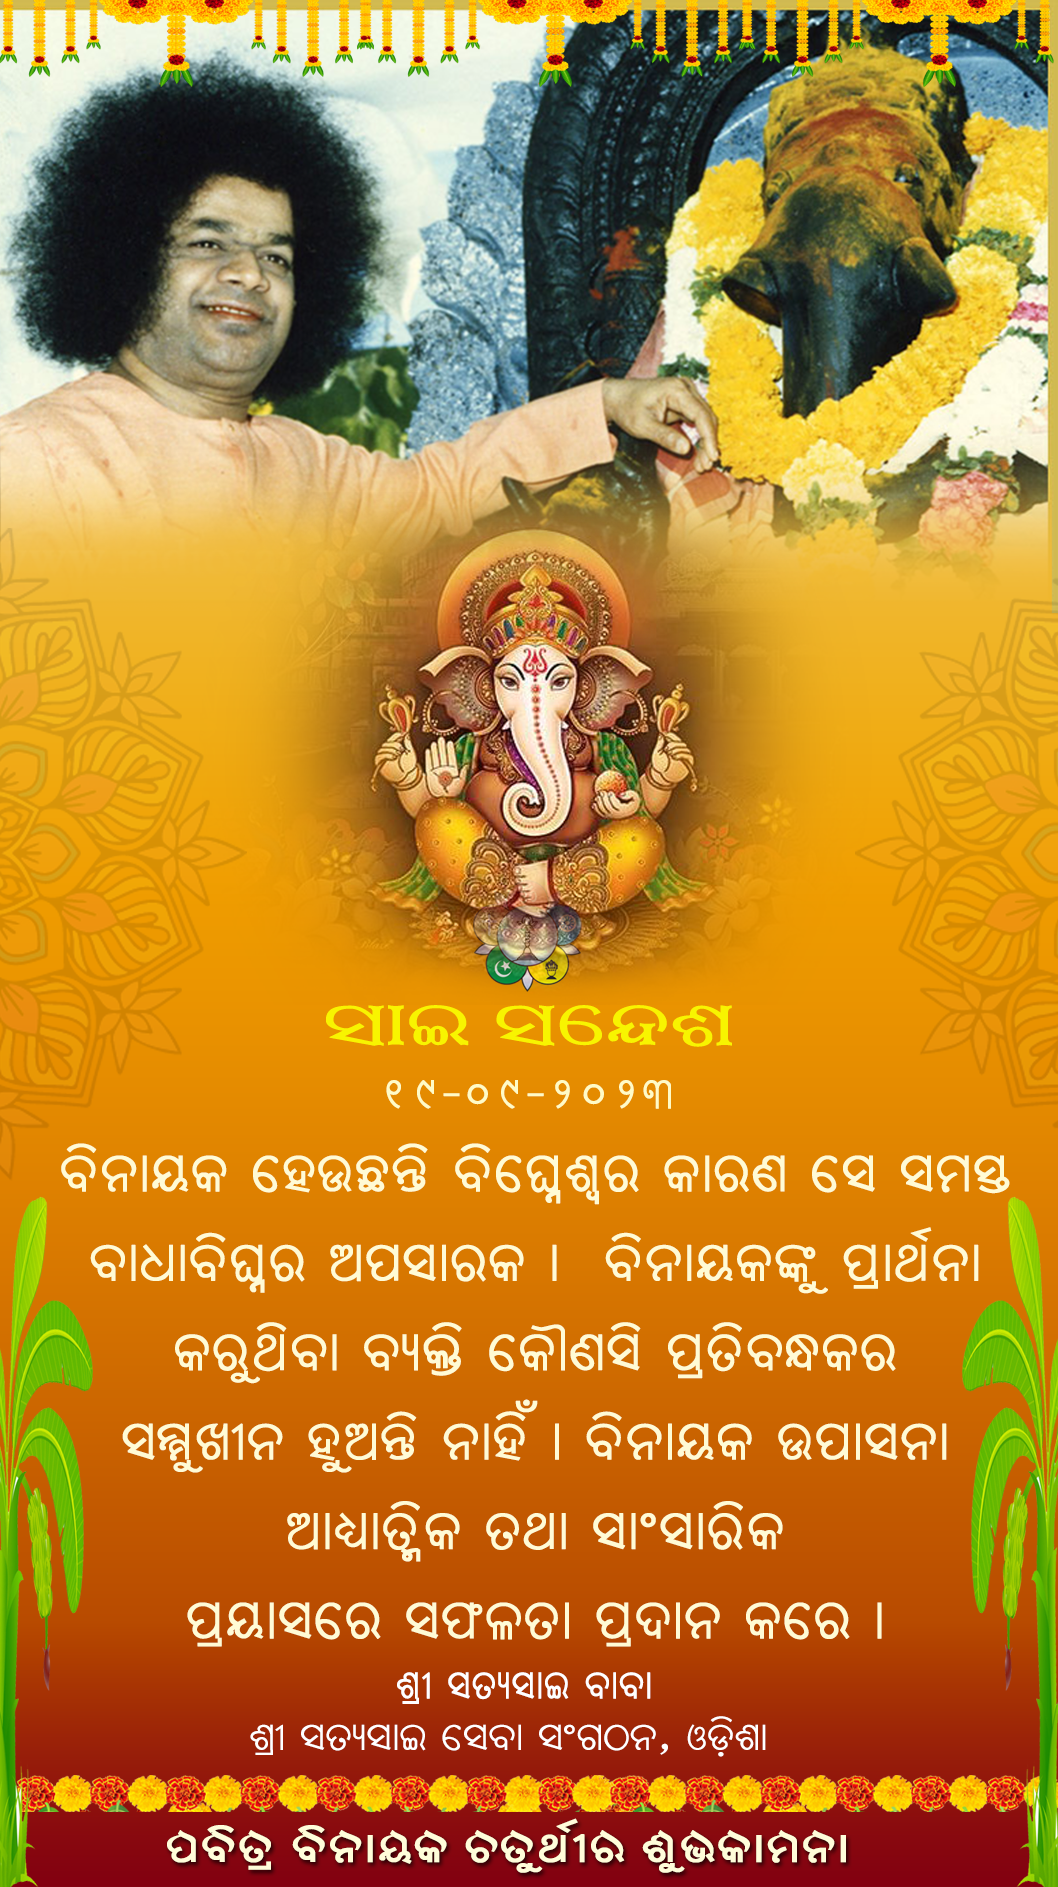 ସାଇ ସନ୍ଦେଶ
୧୯-୦୯-୨୦୨୩
ବିନାୟକ ହେଉଛନ୍ତି ବିଘ୍ନେଶ୍ୱର କାରଣ ସେ ସମସ୍ତ
ବାଧାବିଘ୍ନର ଅପସାରକ । ବିନାୟକଙ୍କୁ ପ୍ରାର୍ଥନା
କରୁଥିବା ବ୍ୟକ୍ତି କୌଣସି ପ୍ରତିବନ୍ଧକର
ସମ୍ମୁଖୀନ ହୁଅନ୍ତି ନାହିଁ । ବିନାୟକ ଉପାସନା
ଆଧ୍ୟାତ୍ମିକ ତଥା ସାଂସାରିକ
ପ୍ରୟାସରେ ସଫଳତା ପ୍ରଦାନ କରେ ।
ଶ୍ରୀ ସତ୍ୟସାଇ ବାବା
ଶ୍ରୀ ସତ୍ୟସାଇ ସେବା ସଂଗଠନ, ଓଡ଼ିଶା
ପବିତ୍ର ବିନାୟକ ଚତୁର୍ଥୀର ଶୁଭକାମନା